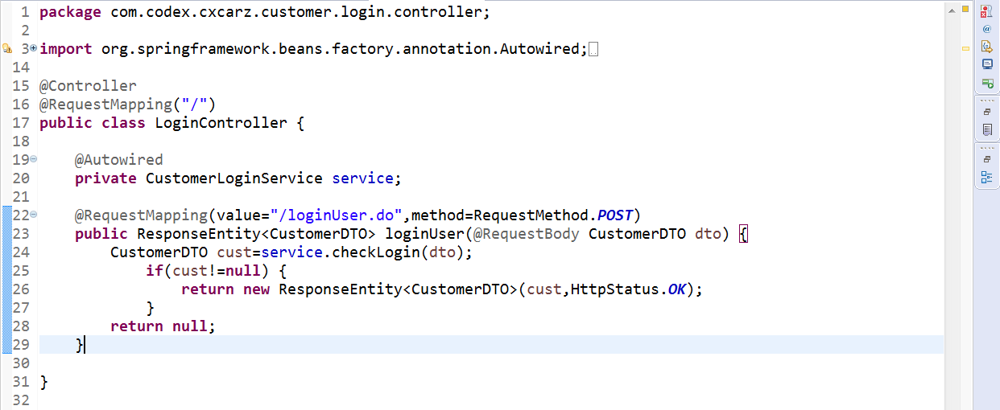 1 package com.codex.cxcarz.customer.login.controller;
2
3 import org.springframework.beans.factory.annotation.Autowired;
14
15 @Controller
16 @RequestMapping("/")
17 public class LoginController {
18
19 @Autowired
20 private CustomerLoginService service;
21
22 @RequestMapping(value="/loginUser.do",method=RequestMethod.POST)
23 public ResponseEntity<CustomerDTO> loginUser(@RequestBody CustomerDTO dto) {
24 CustomerDTO cust=service.checkLogin(dto);
25 if(cust!=null) {
26 return new ResponseEntity<CustomerDTO>(cust,HttpStatus.OK);
27 }
28 return null;
29 }
30
31 }
32